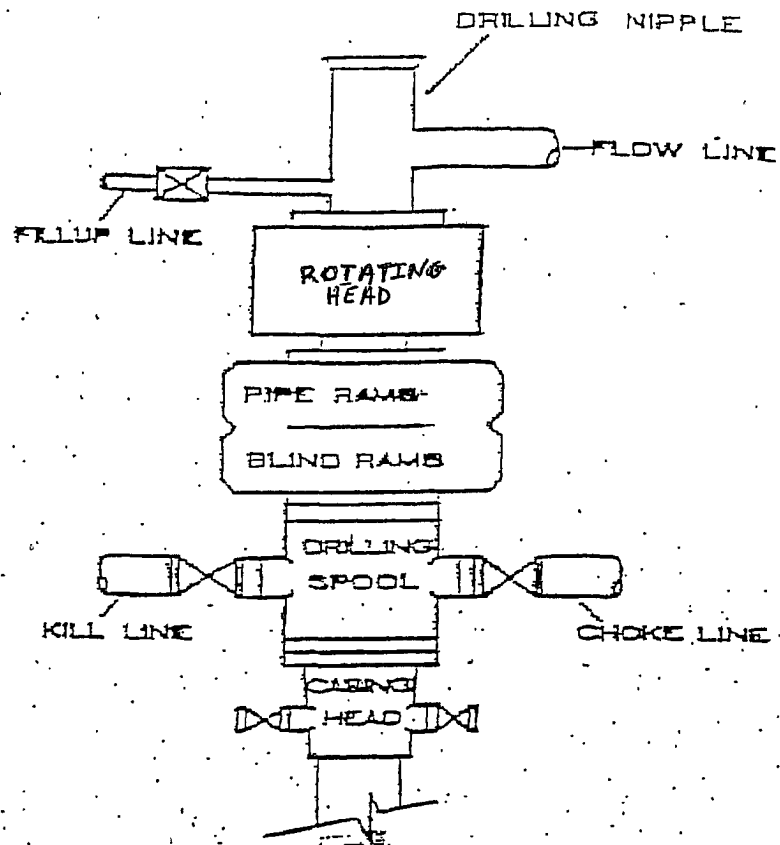 DRILLING NIPPLE
FLOW LINE
FILLUP LINE
ROTATING
HEAD
PIPE RAMS
BLIND RAMS
DRILLING
SPOOL
KILL LINE
CHOKE LINE
CASING
HEAD